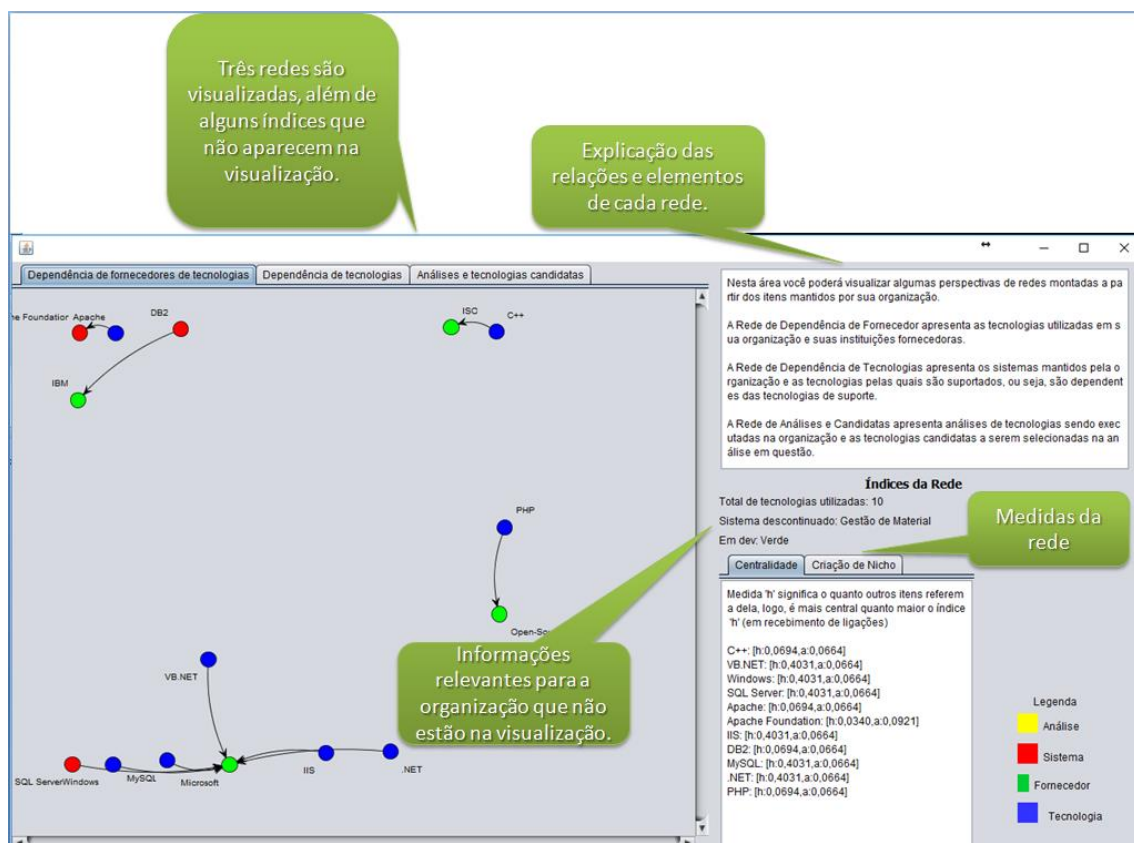 Três redes são
visualizadas, além de
alguns índices que
não aparecem na
visualização.
Explicação das
relações e elementos
de cada rede.
Dependência de fornecedores de tecnologias
Dependência de tecnologias
Análises e tecnologias candidatas
Nesta área você poderá visualizar algumas perspectivas de redes montadas a pa
rtir dos itens mantidos por sua organização.
A Rede de Dependência de Fornecedor apresenta as tecnologias utilizadas em s
ua organização e suas instituições fornecedoras.
A Rede de Dependência de Tecnologias apresenta os sistemas mantidos pela o
rganização e as tecnologias pelas quais são suportados, ou seja, são dependent
es das tecnologias de suporte.
A Rede de Análises e Candidatas apresenta análises de tecnologias sendo exec
utadas na organização e as tecnologias candidatas a serem selecionadas na an
álise em questão.
Foundation
Apache
DB2
ISC
C++
IBM
PHP
VB.NET
SQL Server
Windows
MySQL
Microsoft
IIS
.NET
Informações
relevantes para a
organização que não
estão na visualização.
Índices da Rede
Total de tecnologias utilizadas: 10
Sistema descontinuado: Gestão de Material
Em dev: Verde
Medidas da
rede
Centralidade
Criação de Nicho
Medida 'h' significa o quanto outros itens referem
a dela, logo, é mais central quanto maior o índice
'h' (em recebimento de ligações)
C++: [h:0,0694,a:0,0664]
VB.NET: [h:0,4031,a:0,0664]
Windows: [h:0,4031,a:0,0664]
SQL Server: [h:0,4031,a:0,0664]
Apache: [h:0,0694,a:0,0664]
Apache Foundation: [h:0,0340,a:0,0921]
IIS: [h:0,4031,a:0,0664]
DB2: [h:0,0694,a:0,0664]
MySQL: [h:0,4031,a:0,0664]
.NET: [h:0,4031,a:0,0664]
PHP: [h:0,0694,a:0,0664]
Legenda
Análise
Sistema
Fornecedor
Tecnologia